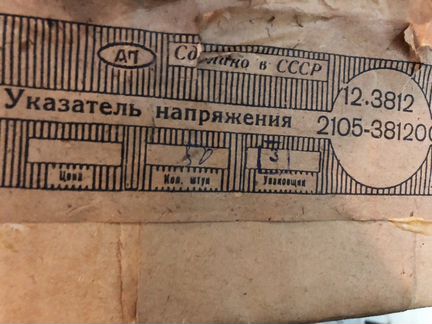 АП Сделано в СССР
12.3812
Указатель напряжения 2105-381200
50 3
Цена Кол. штук Упаковщик